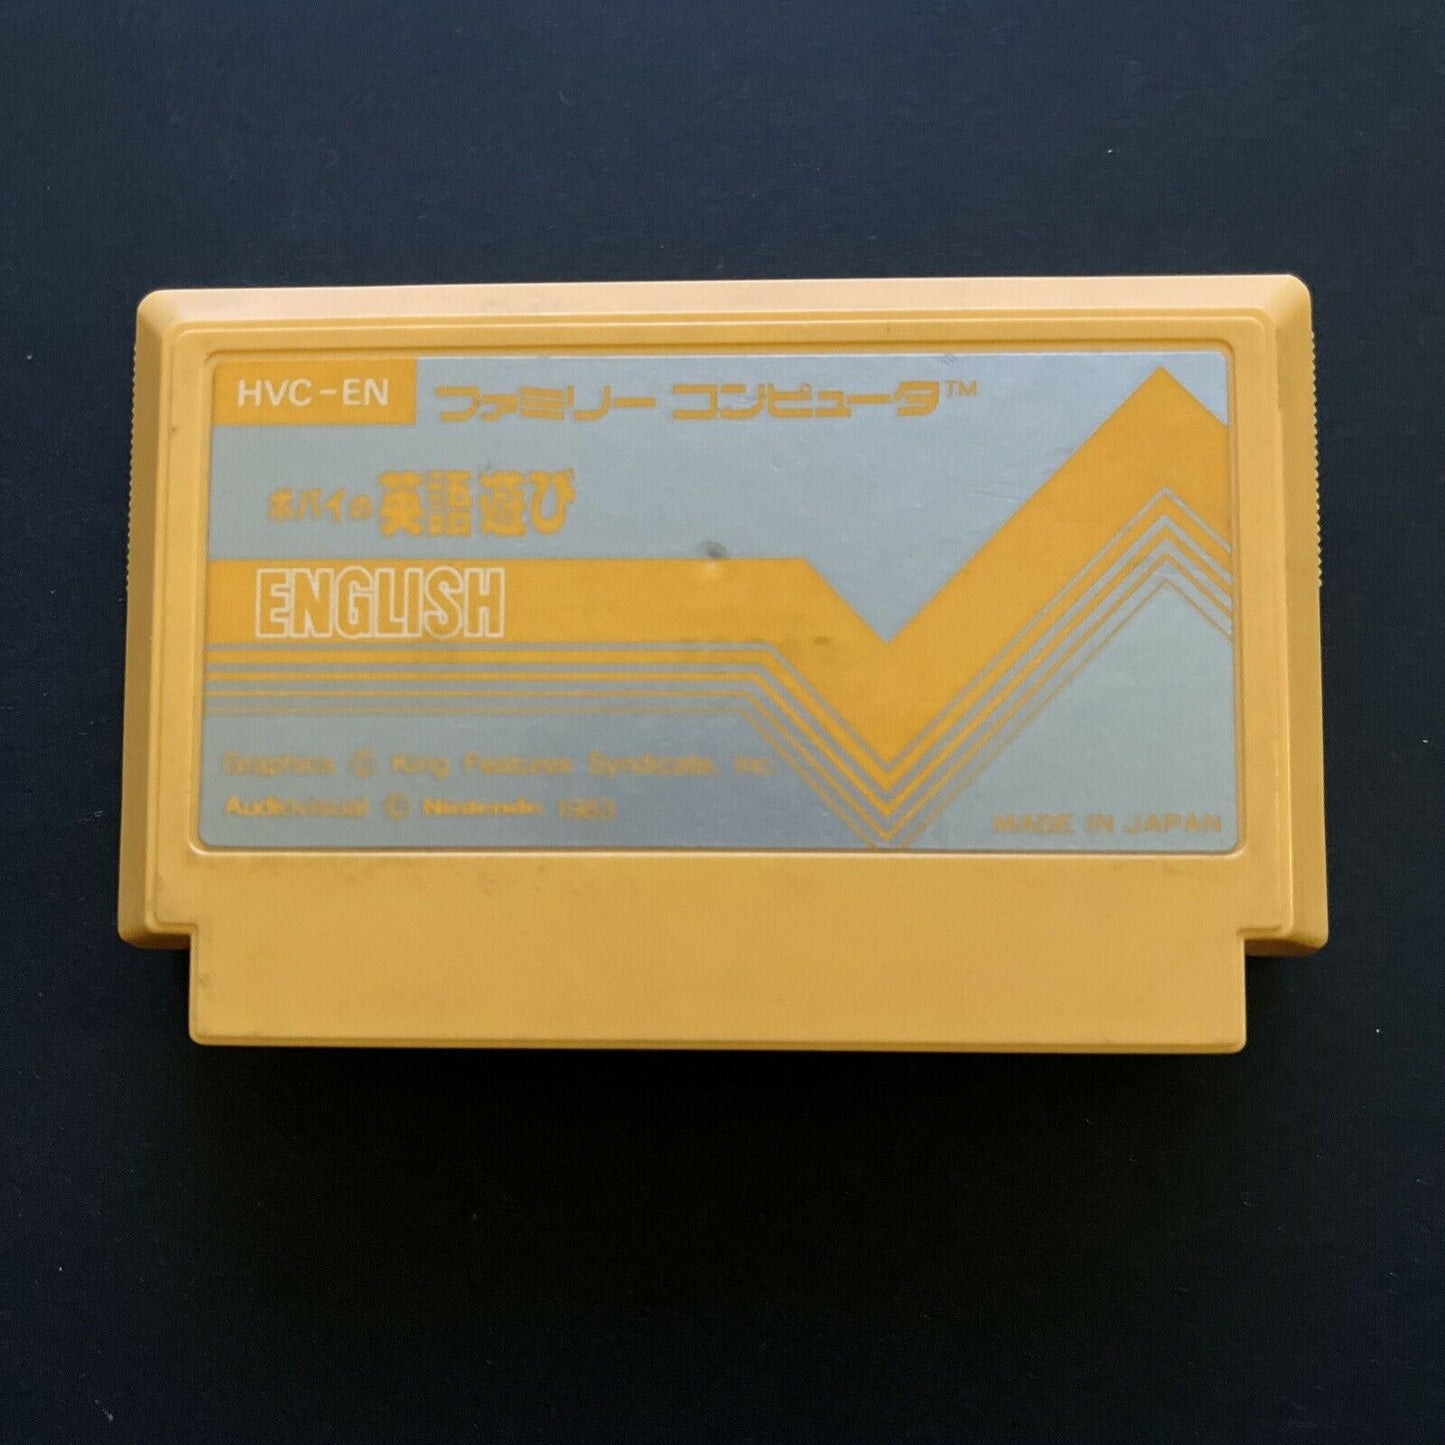 HVC-EN
ファミリー コンピュータ™
ポパイの英語遊び
ENGLISH
Graphics © King Features Syndicate, Inc.
Audiovisual © Nintendo 1983
MADE IN JAPAN